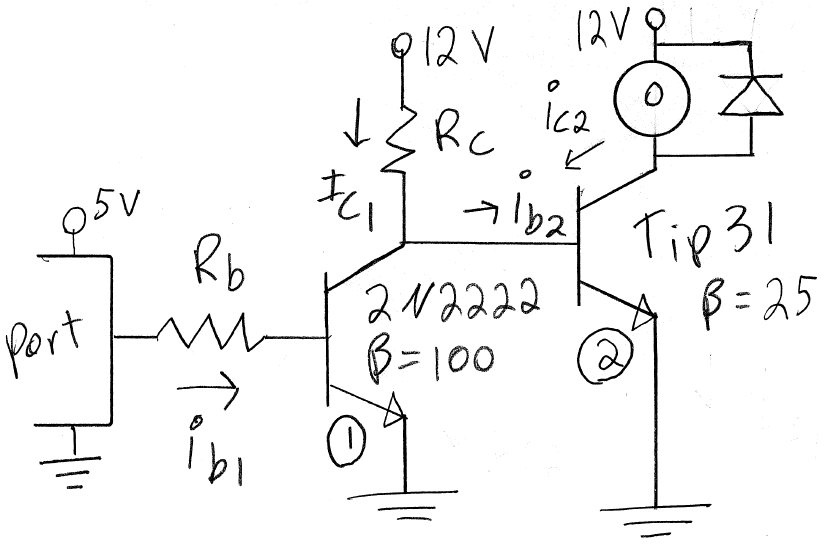 12V
12V
Rc
ic2
Ic1
ib2
5V
Rb
Tip31
2N2222
β=25
port
β=100
②
①
ib1